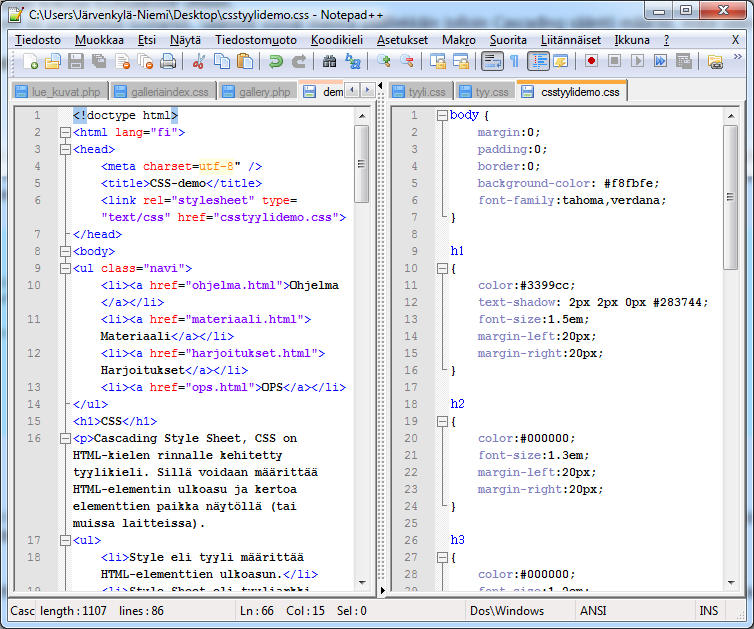 C:\Users\Järvenkylä-Niemi\Desktop\csstyylidemo.css - Notepad++
Tiedosto Muokkaa Etsi Näytä Tiedostomuoto Koodikieli Asetukset Makro Suorita Liitännäiset Ikkuna ? X
lue_kuvat.php galleriaindex.css gallery.php dem
tyyli.css tyy.css csstyylidemo.css
1 <!doctype html>
2 <html lang="fi">
3 <head>
4 <meta charset=utf-8" />
5 <title>CSS-demo</title>
6 <link rel="stylesheet" type=
"text/css" href="csstyylidemo.css">
7 </head>
8 <body>
9 <ul class="navi">
10 <li><a href="ohjelma.html">Ohjelma
</a></li>
11 <li><a href="materiaali.html">
Materiaali</a></li>
12 <li><a href="harjoitukset.html">
Harjoitukset</a></li>
13 <li><a href="ops.html">OPS</a></li>
14 </ul>
15 <h1>CSS</h1>
16 <p>Cascading Style Sheet, CSS on
HTML-kielen rinnalle kehitetty
tyylikieli. Sillä voidaan määrittää
HTML-elementin ulkoasu ja kertoa
elementtien paikka näytöllä (tai
muissa laitteissa).
17 <ul>
18 <li>Style eli tyyli määrittää
HTML-elementtien ulkoasun.</li>
19 <li>Style Sheet eli tyyliarkki
1 body {
2 margin:0;
3 padding:0;
4 border:0;
5 background-color: #f8fbfe;
6 font-family:tahoma,verdana;
7 }
8
9 h1
10 {
11 color:#3399cc;
12 text-shadow: 2px 2px 0px #283744;
13 font-size:1.5em;
14 margin-left:20px;
15 margin-right:20px;
16 }
17
18 h2
19 {
20 color:#000000;
21 font-size:1.3em;
22 margin-left:20px;
23 margin-right:20px;
24 }
25
26 h3
27 {
28 color:#000000;
29 font-size:1.2em;
Casc length : 1107 lines : 86 Ln : 66 Col : 15 Sel : 0 Dos\Windows ANSI INS